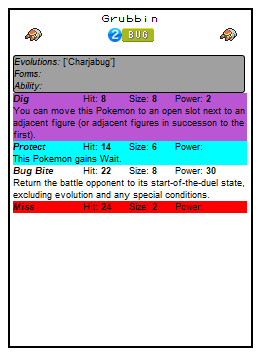 Grubbin
2 BUG
Evolutions: ['Charjabug']
Forms:
Ability:
Dig Hit: 8 Size: 8 Power: 2
You can move this Pokemon to an open slot next to an
adjacent figure (or adjacent figures in successon to the
first).
Protect Hit: 14 Size: 6 Power:
This Pokemon gains Wait.
Bug Bite Hit: 22 Size: 8 Power: 30
Return the battle opponent to its start-of-the-duel state,
excluding evolution and any special conditions.
Miss Hit: 24 Size: 2 Power: